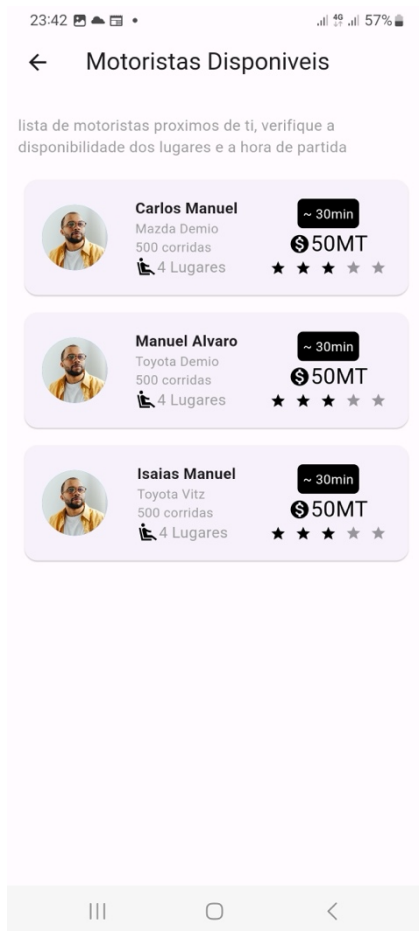 23:42 4G 57%
Motoristas Disponiveis
lista de motoristas proximos de ti, verifique a
disponibilidade dos lugares e a hora de partida
Carlos Manuel
Mazda Demio
500 corridas
4 Lugares
~ 30min
50MT
Manuel Alvaro
Toyota Demio
500 corridas
4 Lugares
~ 30min
50MT
Isaias Manuel
Toyota Vitz
500 corridas
4 Lugares
~ 30min
50MT